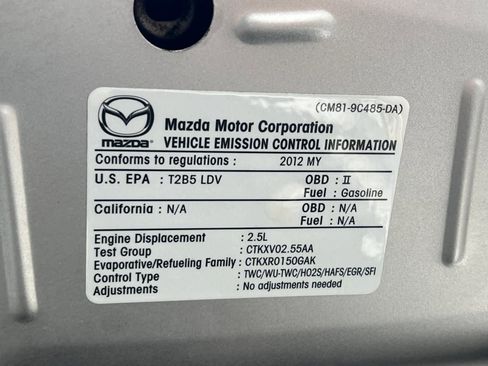 (CM81-9C485-DA)
mazda
Mazda Motor Corporation
VEHICLE EMISSION CONTROL INFORMATION
Conforms to regulations : 2012 MY
U.S. EPA : T2B5 LDV OBD : II
Fuel : Gasoline
California : N/A OBD : N/A
Fuel : N/A
Engine Displacement : 2.5L
Test Group : CTKXV02.55AA
Evaporative/Refueling Family : CTKXR0150GAK
Control Type : TWC/WU-TWC/HO2S/HAFS/EGR/SFI
Adjustments : No adjustments needed